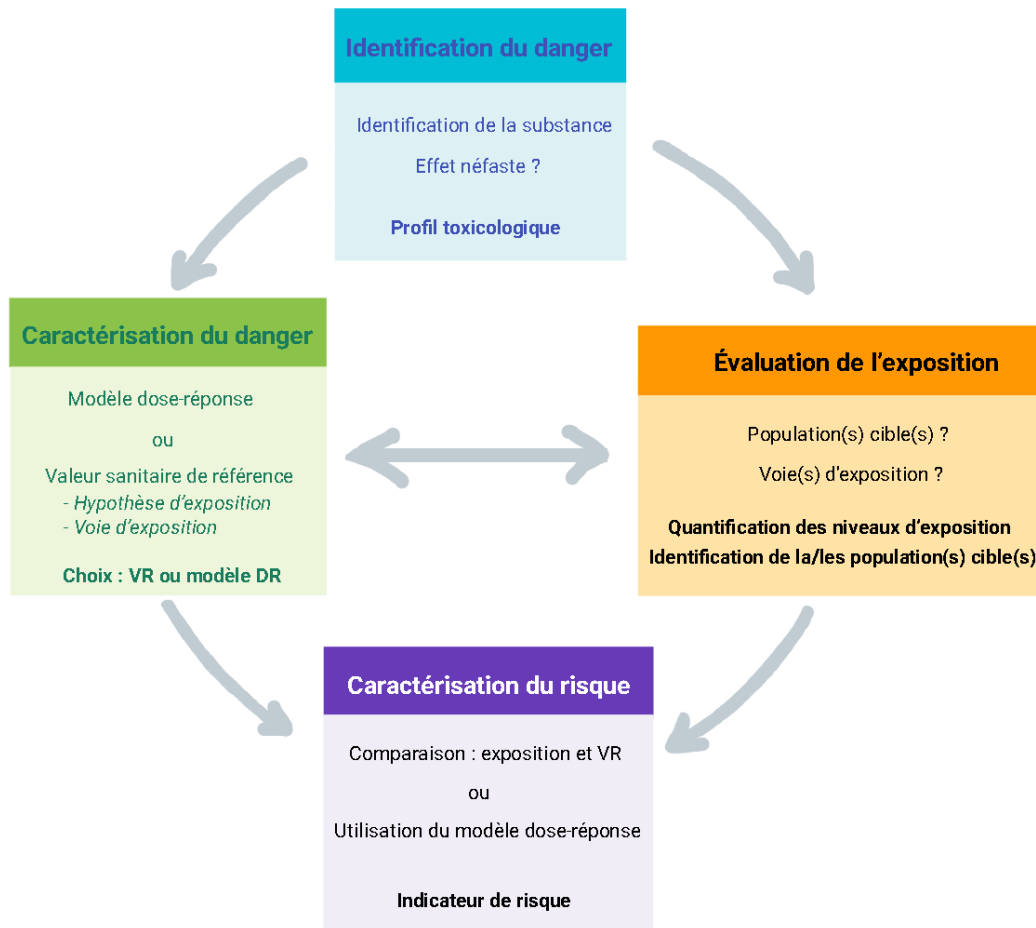 Identification du danger
Identification de la substance
Effet néfaste ?
Profil toxicologique
Caractérisation du danger
Modèle dose-réponse
ou
Valeur sanitaire de référence
- Hypothèse d'exposition
- Voie d'exposition
Choix : VR ou modèle DR
Évaluation de l'exposition
Population(s) cible(s) ?
Voie(s) d'exposition ?
Quantification des niveaux d'exposition
Identification de la/les population(s) cible(s)
Caractérisation du risque
Comparaison : exposition et VR
ou
Utilisation du modèle dose-réponse
Indicateur de risque